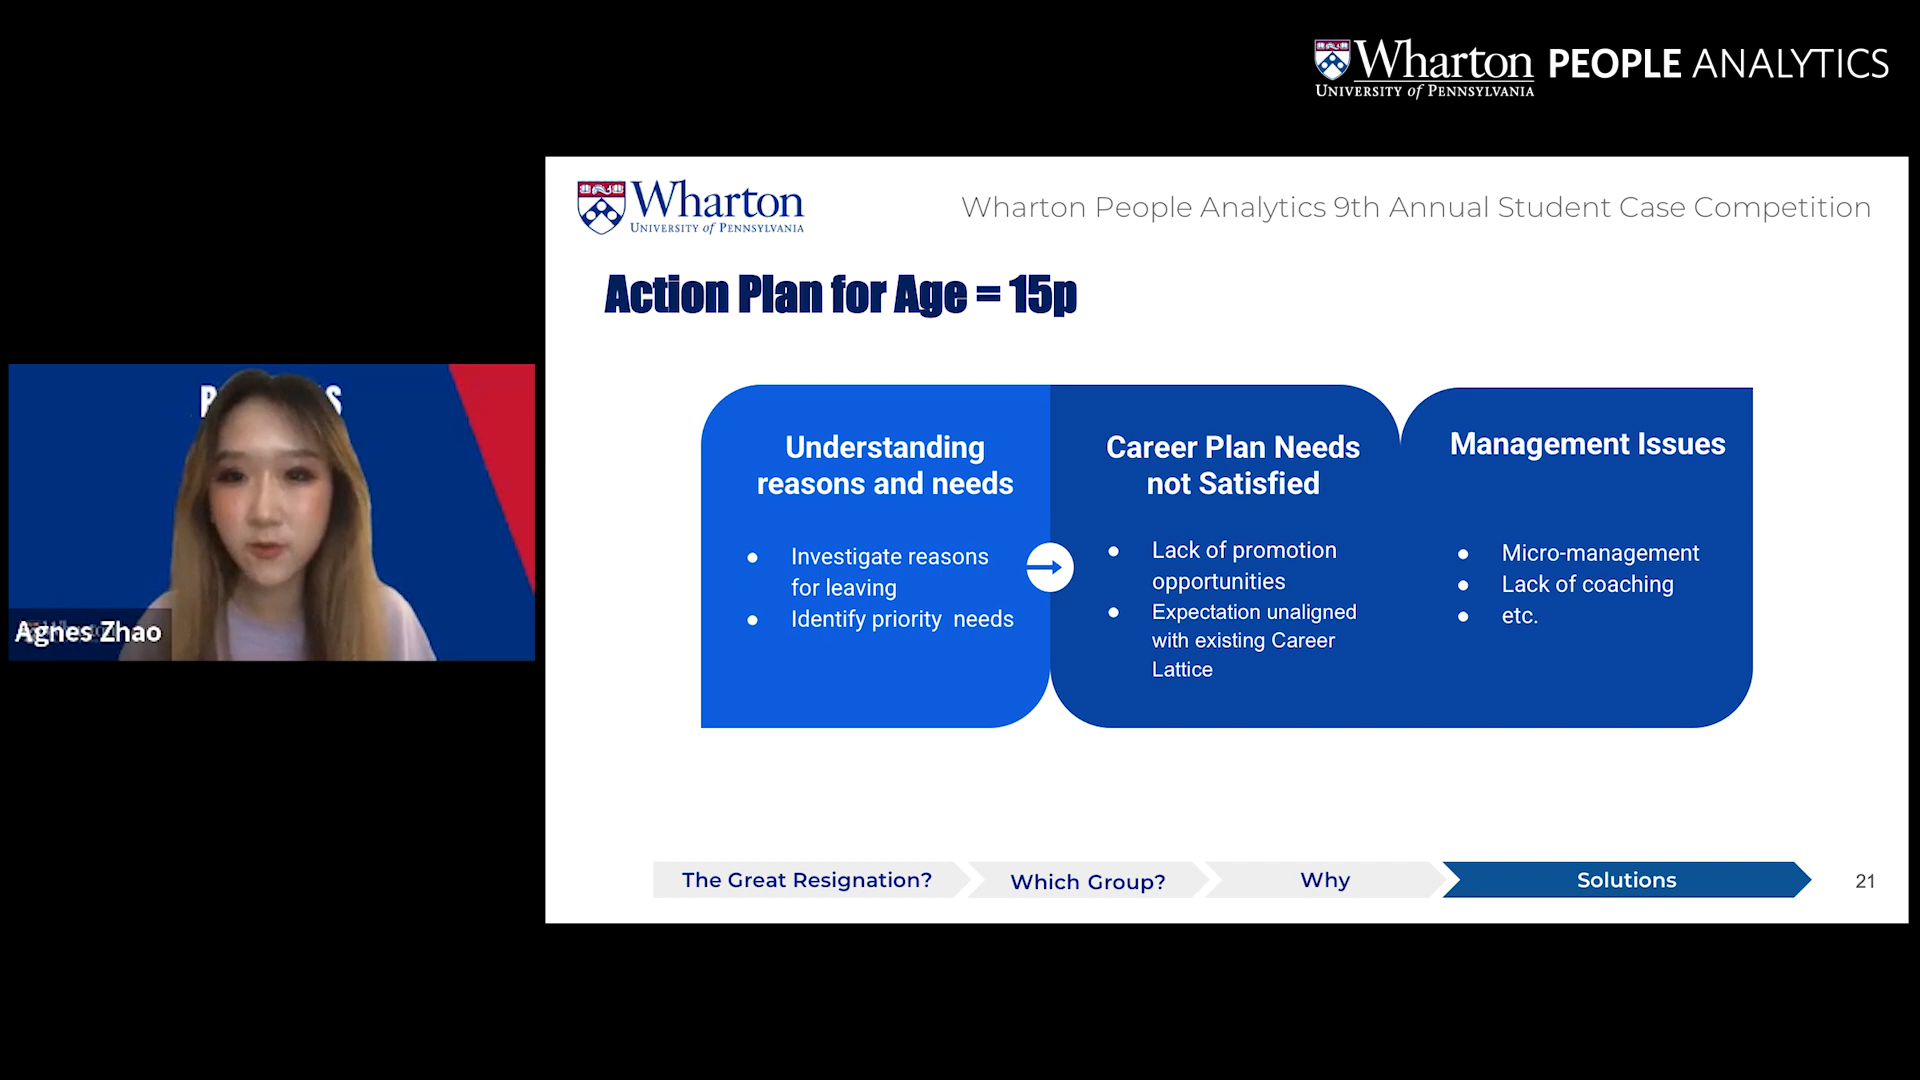 Wharton PEOPLE ANALYTICS
UNIVERSITY of PENNSYLVANIA
Wharton
UNIVERSITY of PENNSYLVANIA
Wharton People Analytics 9th Annual Student Case Competition
Action Plan for Age = 15p
Understanding
reasons and needs
● Investigate reasons
for leaving
● Identify priority needs
Career Plan Needs
not Satisfied
● Lack of promotion
opportunities
● Expectation unaligned
with existing Career
Lattice
Management Issues
● Micro-management
● Lack of coaching
● etc.
Agnes Zhao
The Great Resignation?
Which Group?
Why
Solutions
21